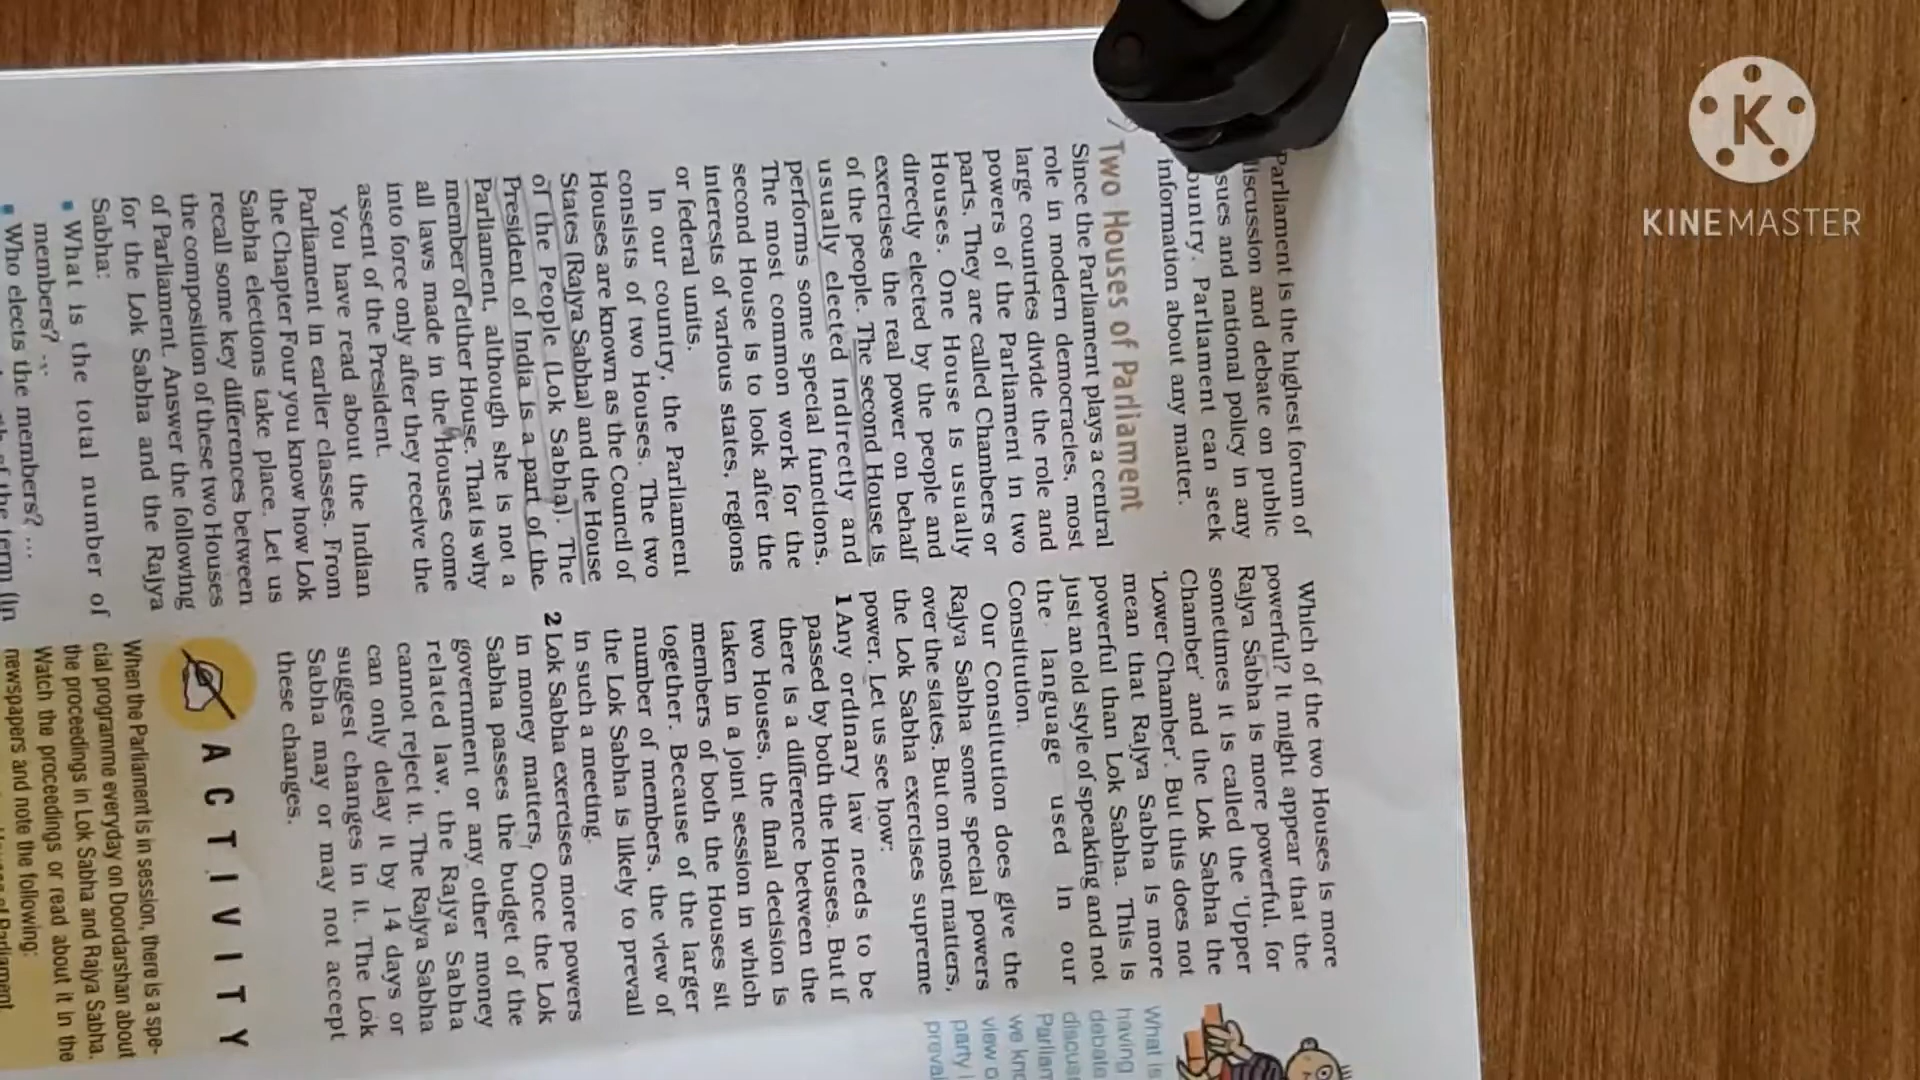 Parliament is the highest forum of
discussion and debate on public
issues and national policy in any
country. Parliament can seek
information about any matter.
Two Houses of Parliament
Since the Parliament plays a central
role in modern democracies, most
large countries divide the role and
powers of the Parliament in two
parts. They are called Chambers or
Houses. One House is usually
directly elected by the people and
exercises the real power on behalf
of the people. The second House is
usually elected indirectly and
performs some special functions.
The most common work for the
second House is to look after the
interests of various states, regions
or federal units.
In our country, the Parliament
consists of two Houses. The two
Houses are known as the Council of
States (Rajya Sabha) and the House
of the People (Lok Sabha). The
President of India is a part of the
Parliament, although she is not a
member of either House. That is why
all laws made in the Houses come
into force only after they receive the
assent of the President.
You have read about the Indian
Parliament in earlier classes. From
the Chapter Four you know how Lok
Sabha elections take place. Let us
recall some key differences between
the composition of these two Houses
of Parliament. Answer the following
for the Lok Sabha and the Rajya
Sabha:
▪ What is the total number of
members? ...
▪ Who elects the members? ...
of the term (in
Which of the two Houses is more
powerful? It might appear that the
Rajya Sabha is more powerful, for
sometimes it is called the 'Upper
Chamber' and the Lok Sabha the
'Lower Chamber'. But this does not
mean that Rajya Sabha is more
powerful than Lok Sabha. This is
just an old style of speaking and not
the language used in our
Constitution.
Our Constitution does give the
Rajya Sabha some special powers
over the states. But on most matters,
the Lok Sabha exercises supreme
power. Let us see how:
1 Any ordinary law needs to be
passed by both the Houses. But if
there is a difference between the
two Houses, the final decision is
taken in a joint session in which
members of both the Houses sit
together. Because of the larger
number of members, the view of
the Lok Sabha is likely to prevail
in such a meeting.
2 Lok Sabha exercises more powers
in money matters. Once the Lok
Sabha passes the budget of the
government or any other money
related law, the Rajya Sabha
cannot reject it. The Rajya Sabha
can only delay it by 14 days or
suggest changes in it. The Lok
Sabha may or may not accept
these changes.
ACTIVITY
When the Parliament is in session, there is a spe-
cial programme everyday on Doordarshan about
the proceedings in Lok Sabha and Rajya Sabha.
Watch the proceedings or read about it in the
newspapers and note the following:
of Parliament
What is
having
debate
discus
Parliam
we kno
view o
party i
prevai
KINEMASTER